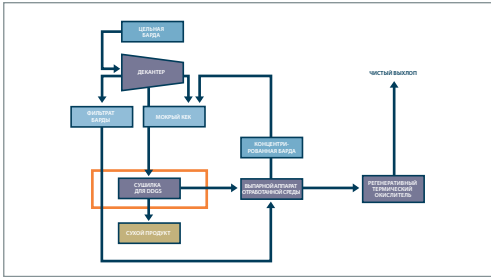 ЦЕЛЬНАЯ
БАРДА
ДЕКАНТЕР
ЧИСТЫЙ ВЫХЛОП
ФИЛЬТРАТ
БАРДЫ
МОКРЫЙ КЕК
КОНЦЕНТРИ-
РОВАННАЯ БАРДА
СУШИЛКА
ДЛЯ DDGS
ВЫПАРНОЙ АППАРАТ
ОТРАБОТАННОЙ СРЕДЫ
РЕГЕНЕРАТИВНЫЙ
ТЕРМИЧЕСКИЙ
ОКИСЛИТЕЛЬ
СУХОЙ ПРОДУКТ